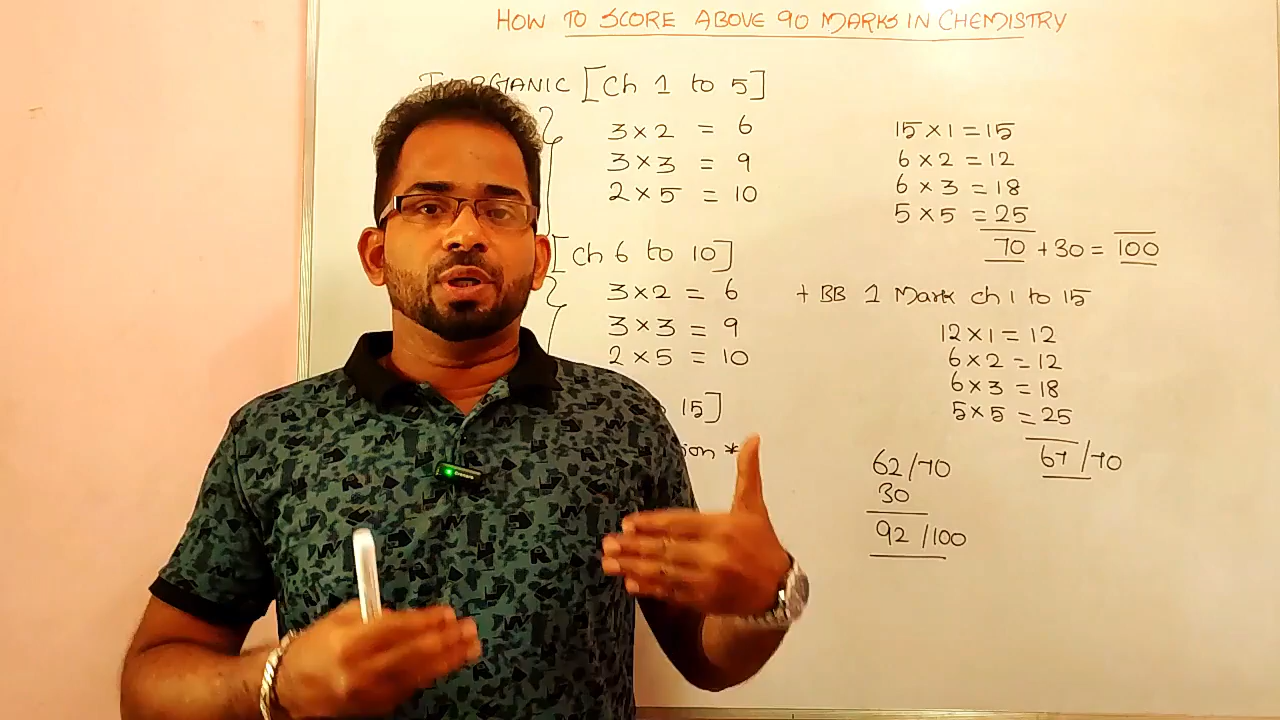 HOW TO SCORE ABOVE 90 MARKS IN CHEMISTRY
INORGANIC [Ch 1 to 5]
3 × 2 = 6
3 × 3 = 9
2 × 5 = 10
[Ch 6 to 10]
3 × 2 = 6
3 × 3 = 9
2 × 5 = 10
15]
*
15 × 1 = 15
6 × 2 = 12
6 × 3 = 18
5 × 5 = 25
70 + 30 = 100
+ BB 1 Mark ch 1 to 15
12 × 1 = 12
6 × 2 = 12
6 × 3 = 18
5 × 5 = 25
67/70
62/70
30
92/100